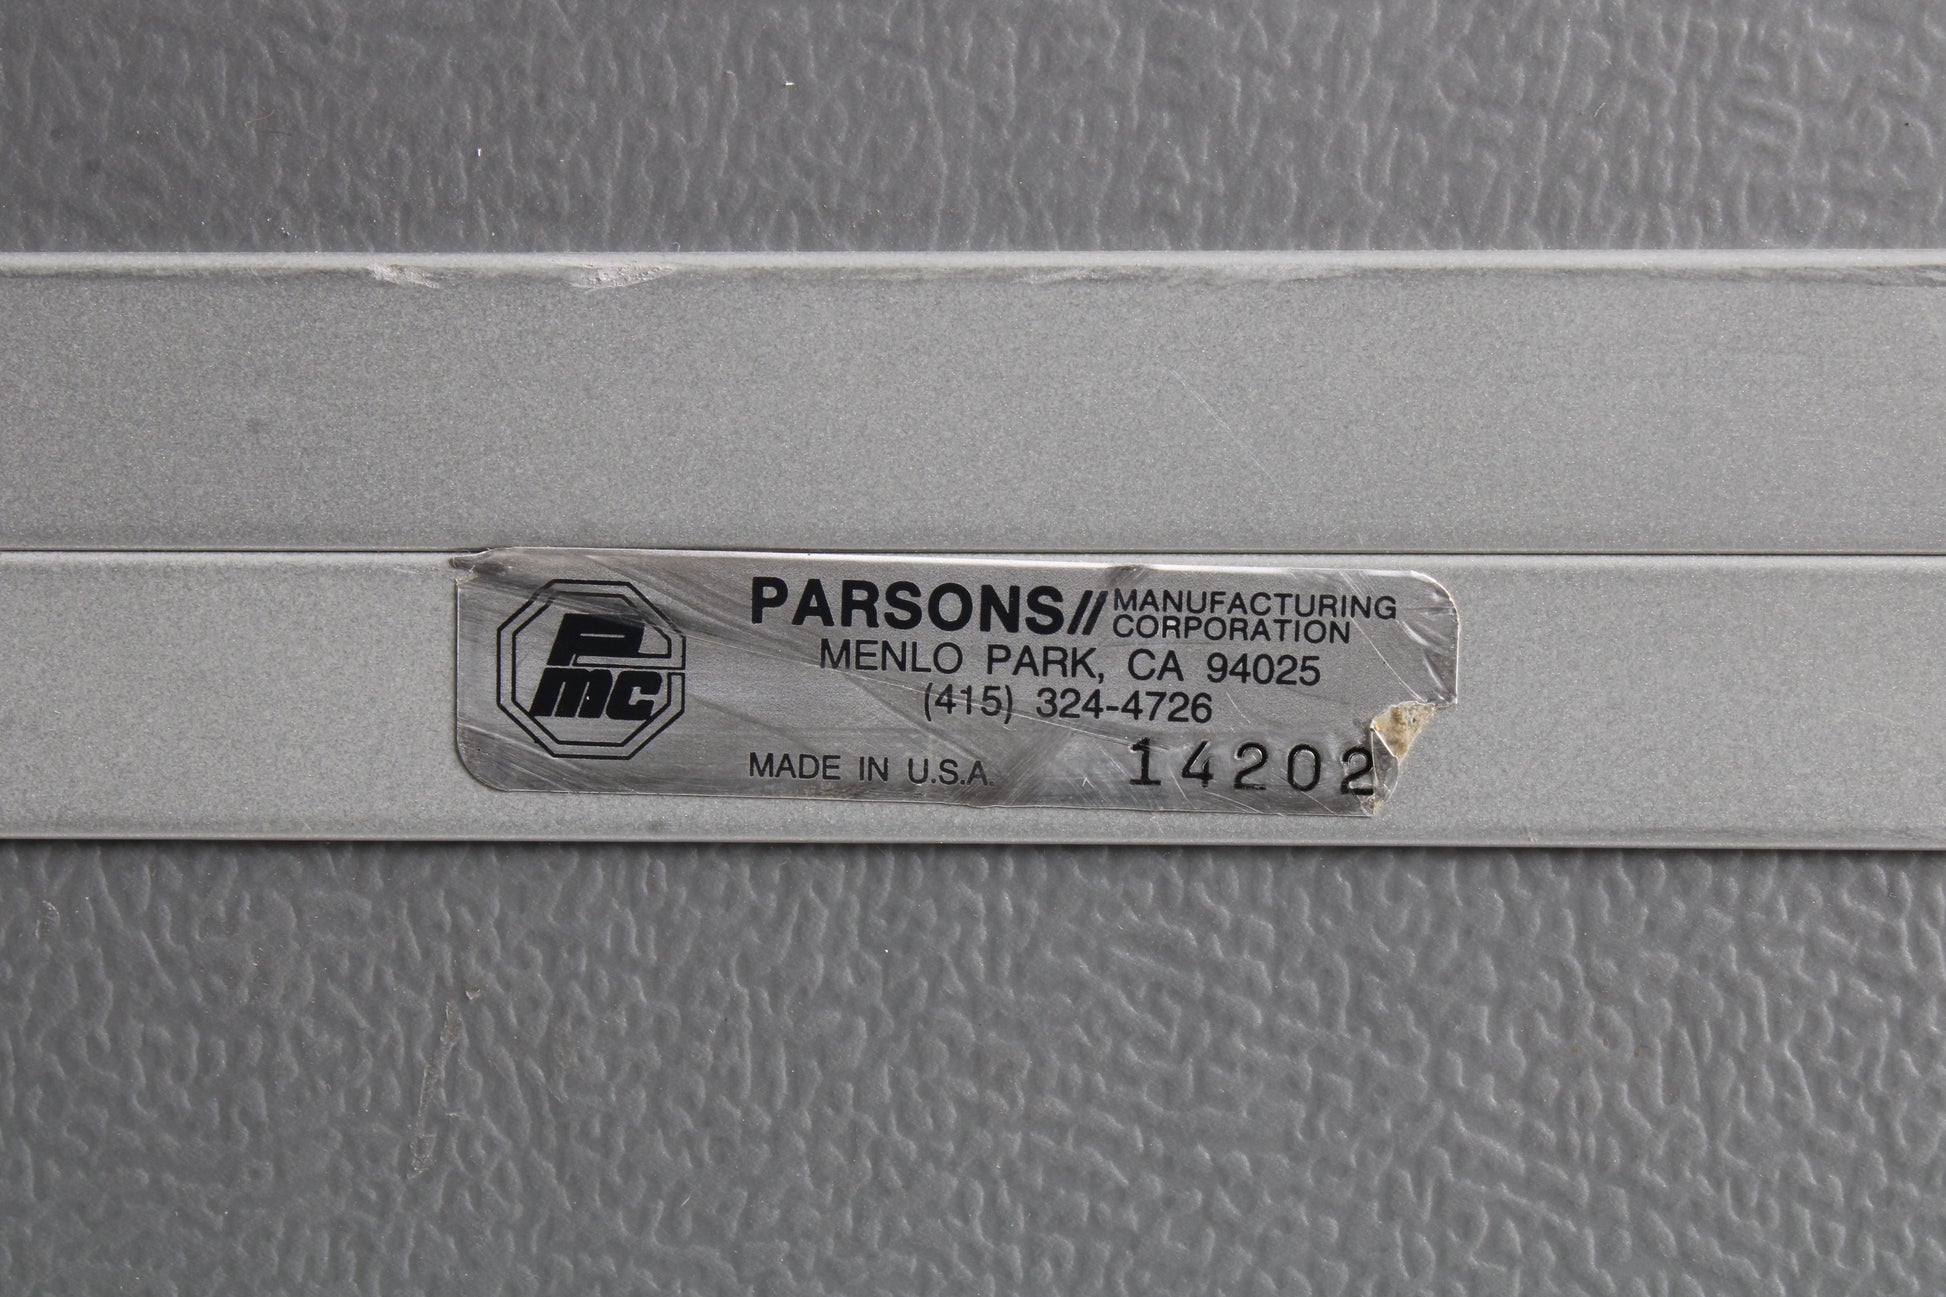 PMC
PARSONS// MANUFACTURING
CORPORATION
MENLO PARK, CA 94025
(415) 324-4726
MADE IN U.S.A. 14202